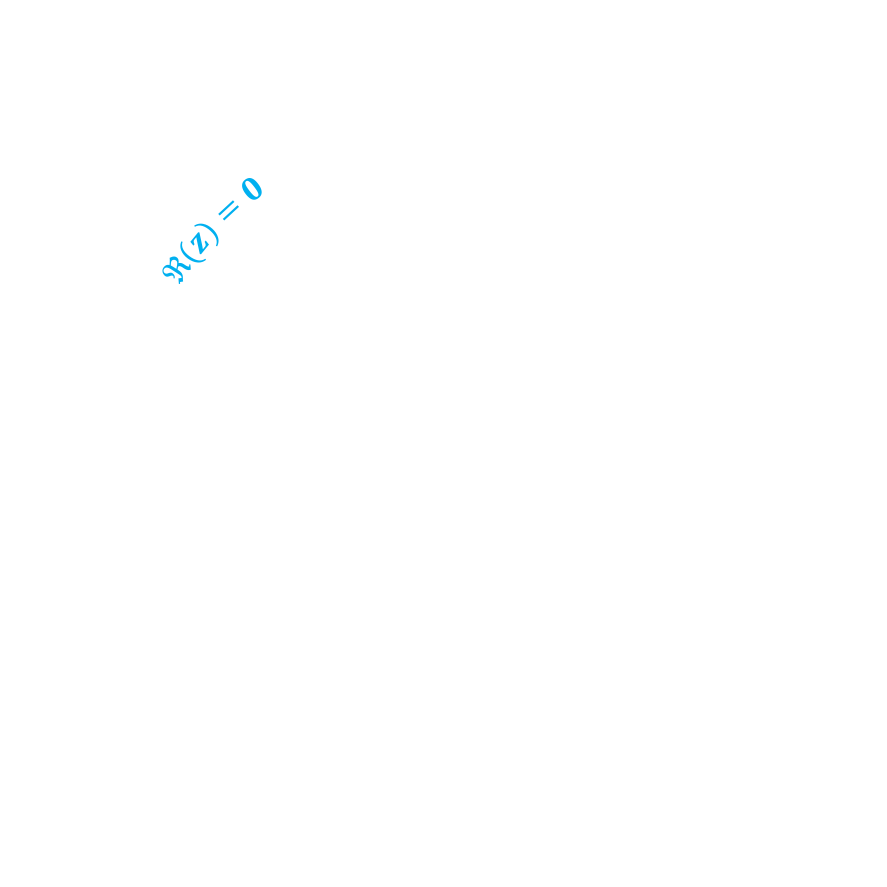 ℜ(z) = 0